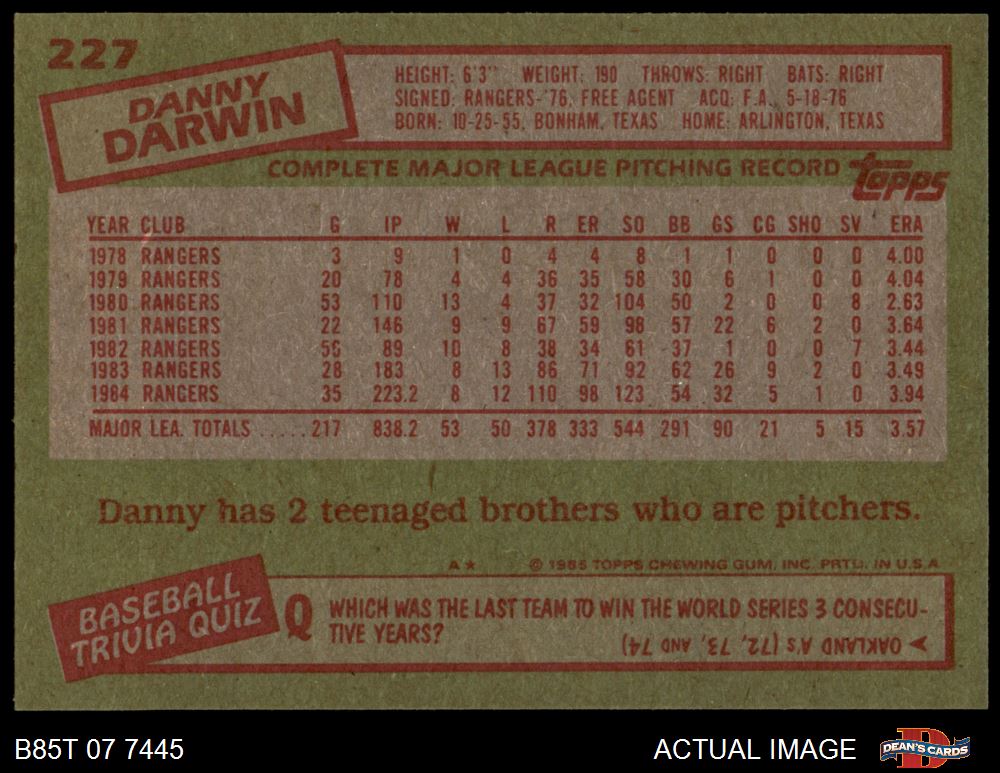 227
DANNY
DARWIN
HEIGHT: 6'3" WEIGHT: 190 THROWS: RIGHT BATS: RIGHT
SIGNED: RANGERS-'76, FREE AGENT ACQ: F.A., 5-18-76
BORN: 10-25-55, BONHAM, TEXAS HOME: ARLINGTON, TEXAS
COMPLETE MAJOR LEAGUE PITCHING RECORD
topps
YEAR CLUB G IP W L R ER SO BB GS CG SHO SV ERA
1978 RANGERS 3 9 1 0 4 4 8 1 1 0 0 0 4.00
1979 RANGERS 20 78 4 4 36 35 58 30 6 1 0 0 4.04
1980 RANGERS 53 110 13 4 37 32 104 50 2 0 0 8 2.63
1981 RANGERS 22 146 9 9 67 59 98 57 22 6 2 0 3.64
1982 RANGERS 56 89 10 8 38 34 61 37 1 0 0 7 3.44
1983 RANGERS 28 183 8 13 86 71 92 62 26 9 2 0 3.49
1984 RANGERS 35 223.2 8 12 110 98 123 54 32 5 1 0 3.94
MAJOR LEA. TOTALS .....217 838.2 53 50 378 333 544 291 90 21 5 15 3.57
Danny has 2 teenaged brothers who are pitchers.
A★ © 1985 TOPPS CHEWING GUM, INC. PRTD. IN U.S.A
BASEBALL
TRIVIA QUIZ
Q WHICH WAS THE LAST TEAM TO WIN THE WORLD SERIES 3 CONSECU-
TIVE YEARS?
➤ OAKLAND A's (72, 73, AND 74)
B85T 07 7445
ACTUAL IMAGE
DEAN'S CARDS